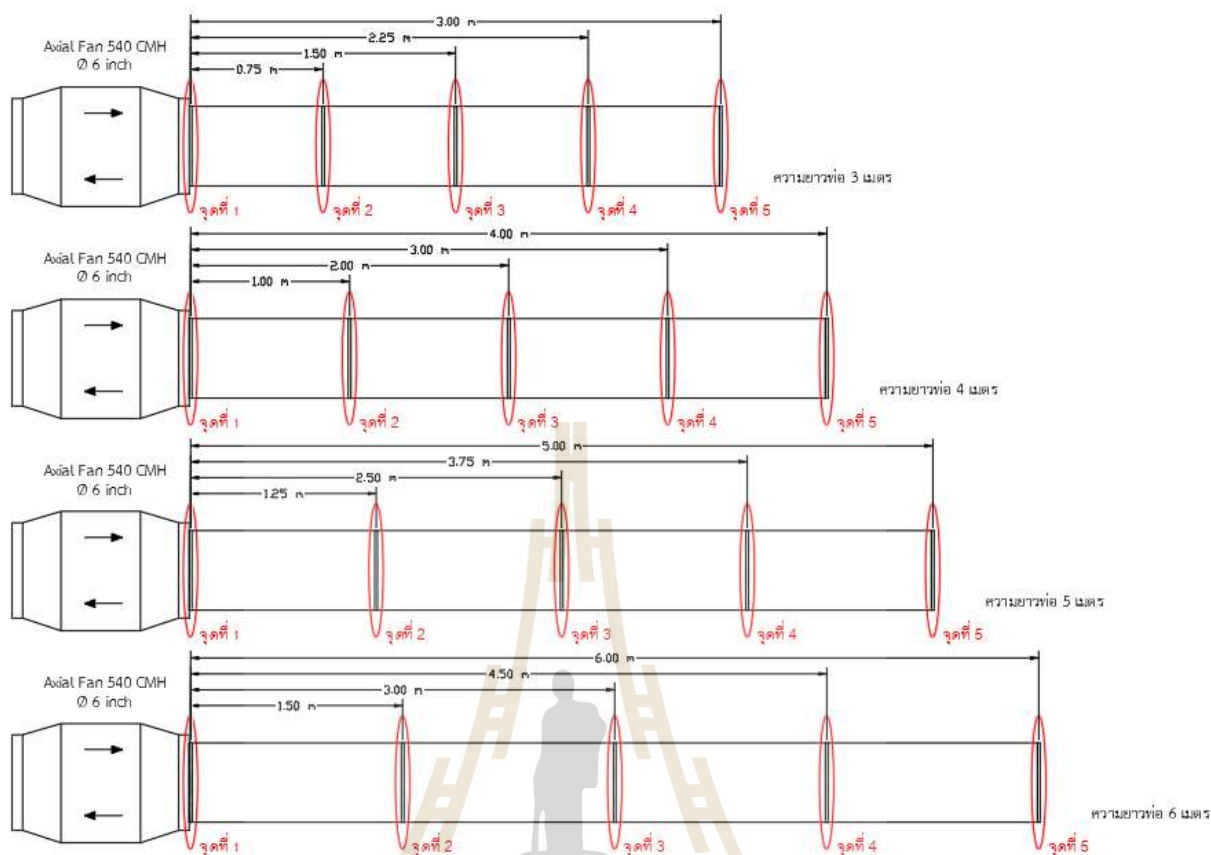 3.00 m
2.25 m
1.50 m
0.75 m
Axial Fan 540 CMH
Ø 6 inch
ความยาวท่อ 3 เมตร
จุดที่ 1 จุดที่ 2 จุดที่ 3 จุดที่ 4 จุดที่ 5
4.00 m
3.00 m
2.00 m
1.00 m
Axial Fan 540 CMH
Ø 6 inch
ความยาวท่อ 4 เมตร
จุดที่ 1 จุดที่ 2 จุดที่ 3 จุดที่ 4 จุดที่ 5
5.00 m
3.75 m
2.50 m
1.25 m
Axial Fan 540 CMH
Ø 6 inch
ความยาวท่อ 5 เมตร
จุดที่ 1 จุดที่ 2 จุดที่ 3 จุดที่ 4 จุดที่ 5
6.00 m
4.50 m
3.00 m
1.50 m
Axial Fan 540 CMH
Ø 6 inch
ความยาวท่อ 6 เมตร
จุดที่ 1 จุดที่ 2 จุดที่ 3 จุดที่ 4 จุดที่ 5